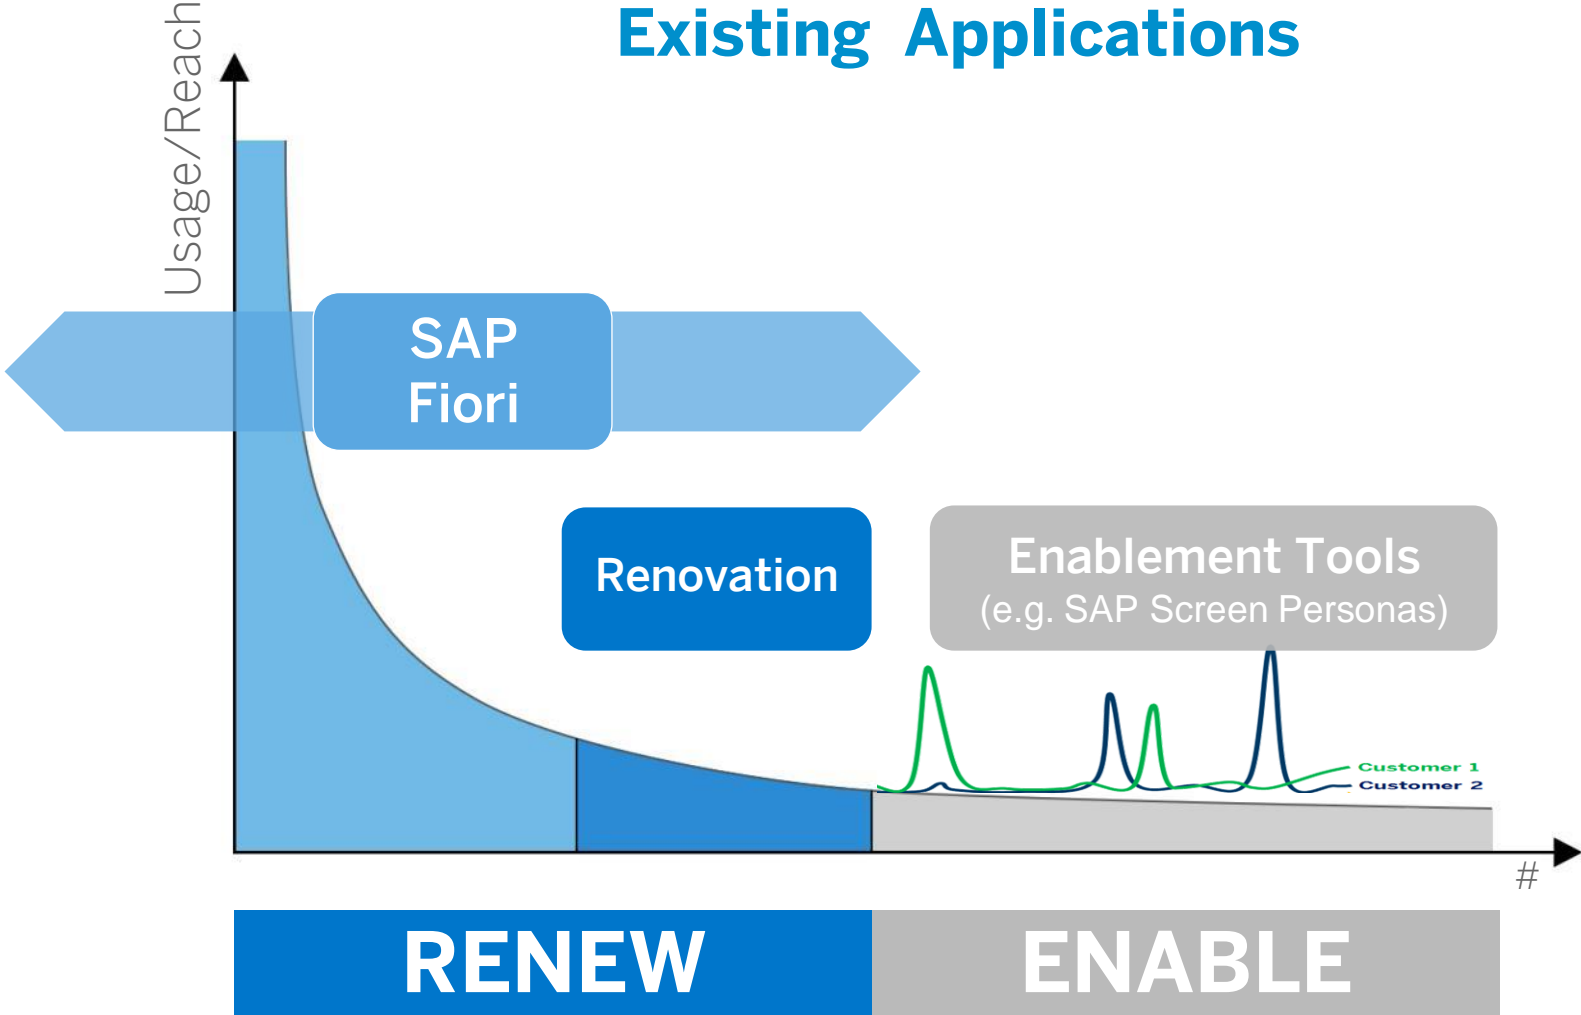 Existing Applications
Usage/Reach
SAP
Fiori
Renovation
Enablement Tools
(e.g. SAP Screen Personas)
Customer 1
Customer 2
#
RENEW
ENABLE